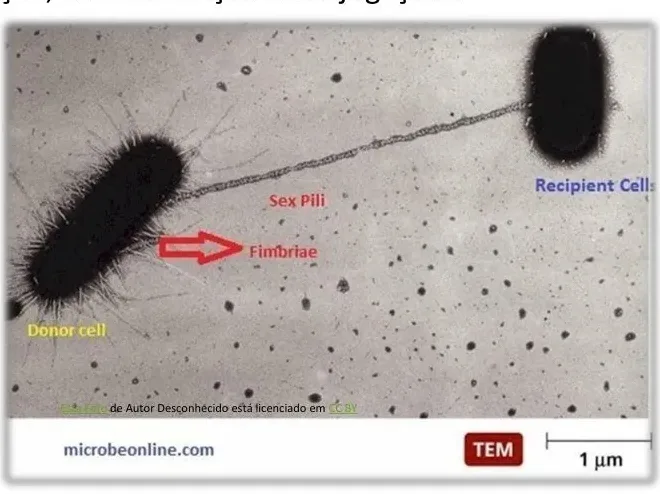 Sex Pili
Recipient Cell
Fimbriae
Donor cell
de Autor Desconhecido está licenciado em CC BY
microbeonline.com
TEM
1 µm